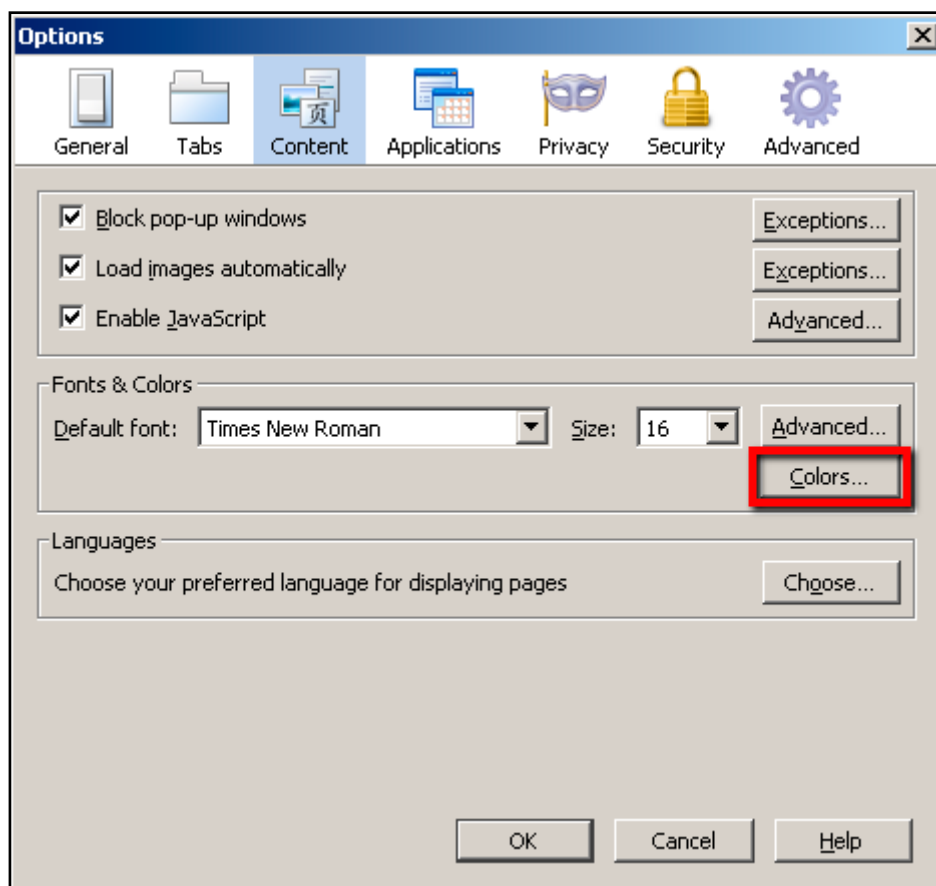 Options
页
General Tabs Content Applications Privacy Security Advanced
Block pop-up windows Exceptions...
Load images automatically Exceptions...
Enable JavaScript Advanced...
Fonts & Colors
Default font: Times New Roman Size: 16 Advanced...
Colors...
Languages
Choose your preferred language for displaying pages Choose...
OK Cancel Help